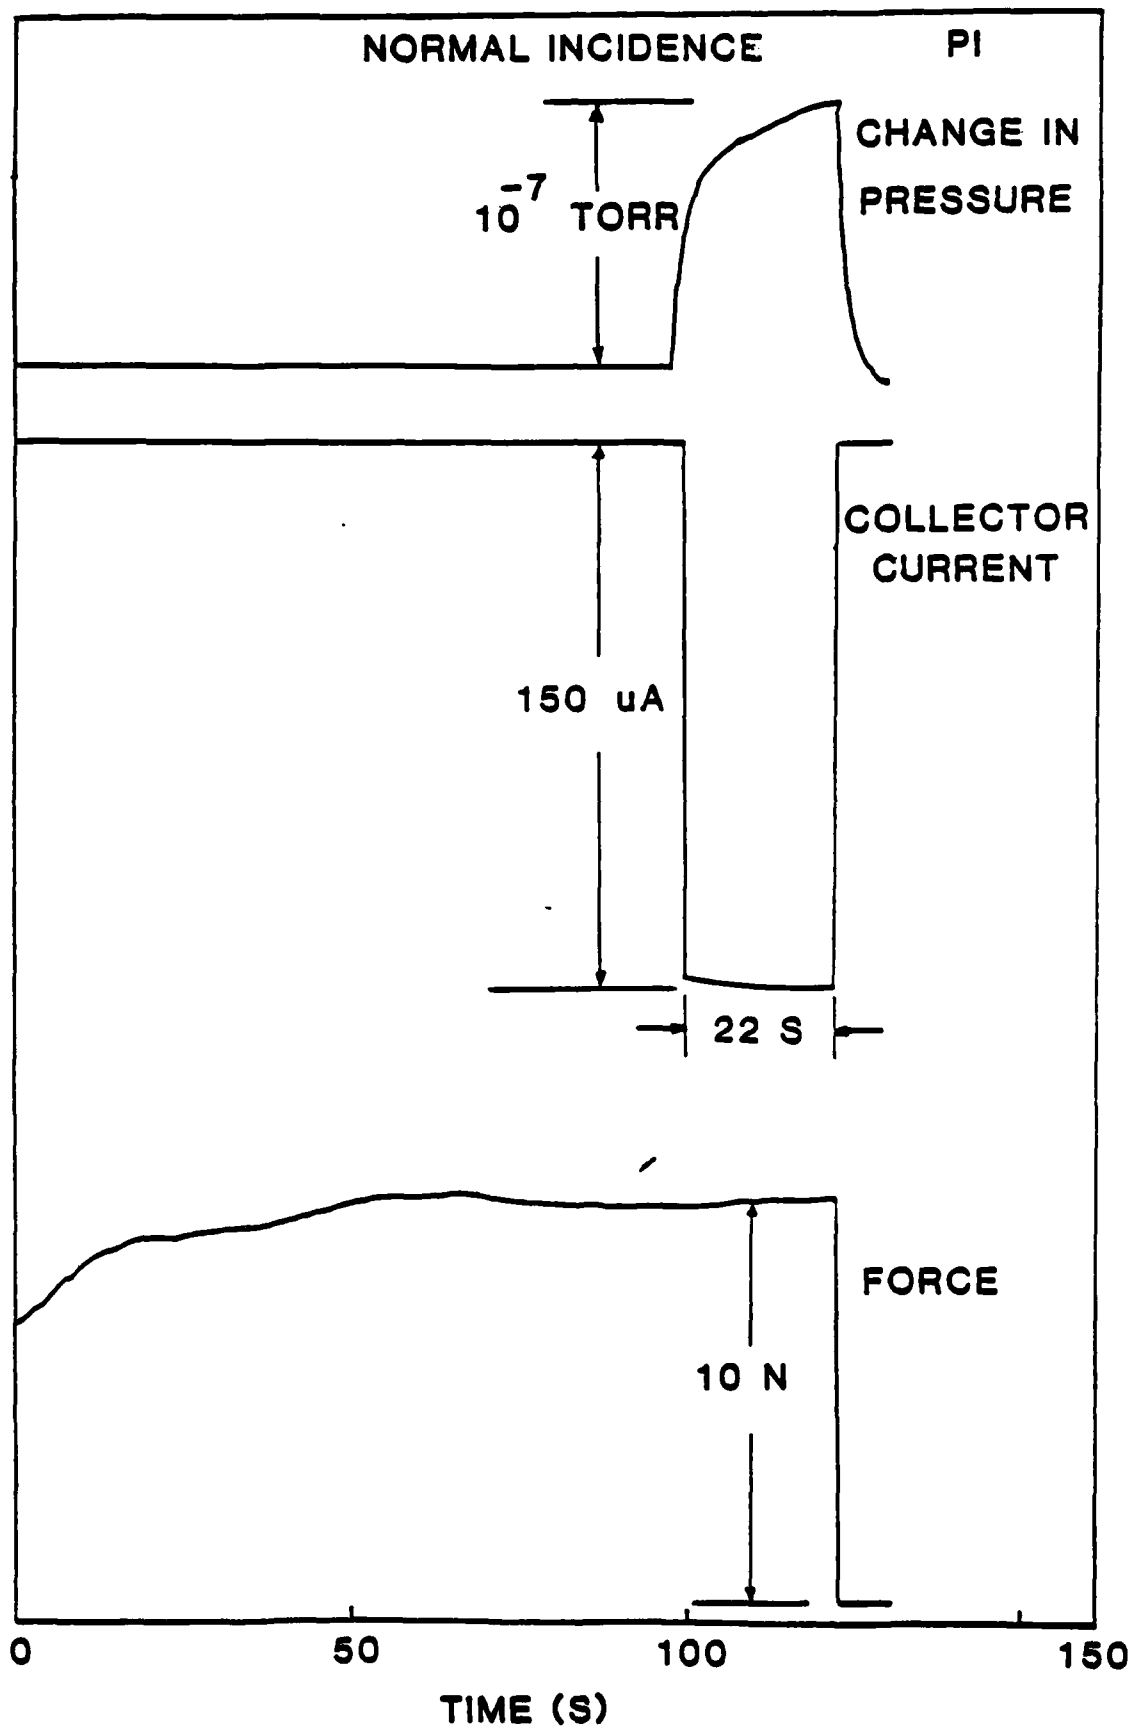 NORMAL INCIDENCE
PI
CHANGE IN
PRESSURE
10⁻⁷ TORR
COLLECTOR
CURRENT
150 uA
22 S
FORCE
10 N
0 50 100 150
TIME (S)